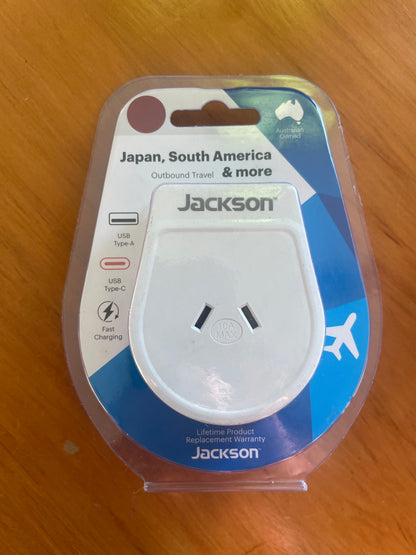 Australian
Owned
Japan, South America
Outbound Travel & more
Jackson
USB
Type-A
USB
Type-C
Fast
Charging
10A
MAX
Lifetime Product
Replacement Warranty
Jackson